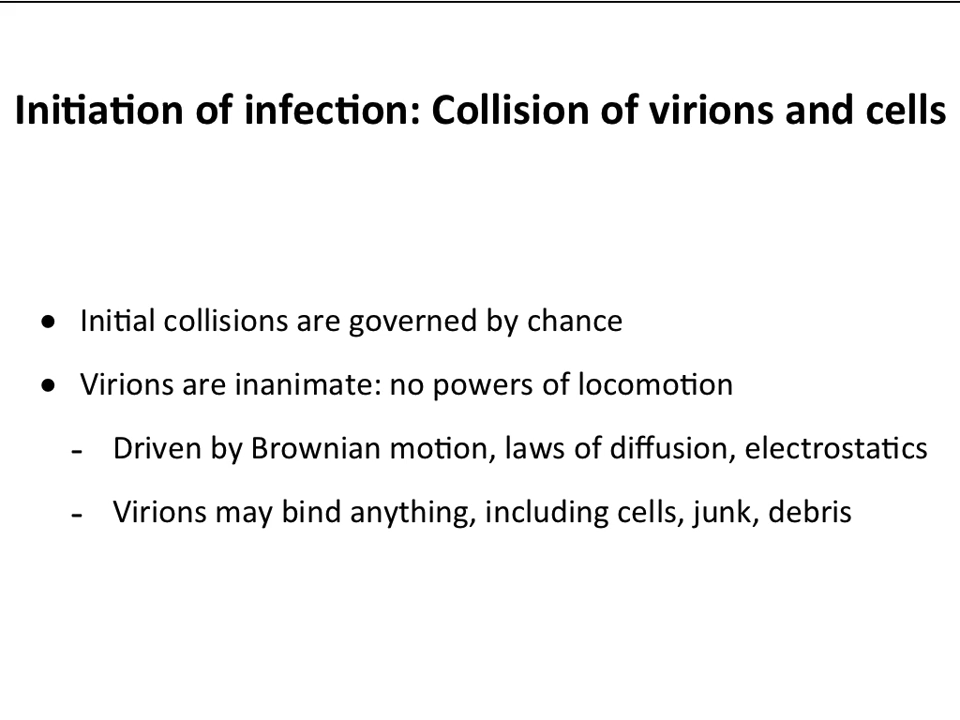 Initiation of infection: Collision of virions and cells
• Initial collisions are governed by chance
• Virions are inanimate: no powers of locomotion
- Driven by Brownian motion, laws of diffusion, electrostatics
- Virions may bind anything, including cells, junk, debris